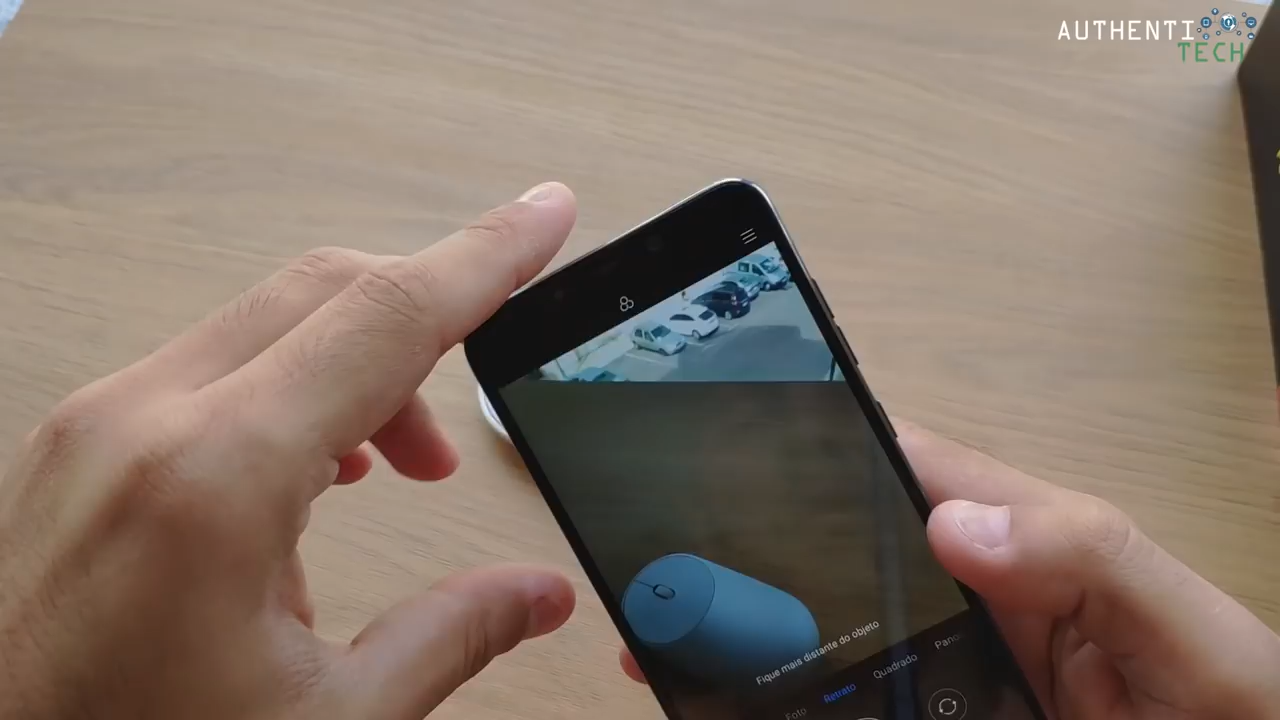 AUTHENTI
TECH
Fique mais distante do objeto
Foto Retrato Quadrado Pano